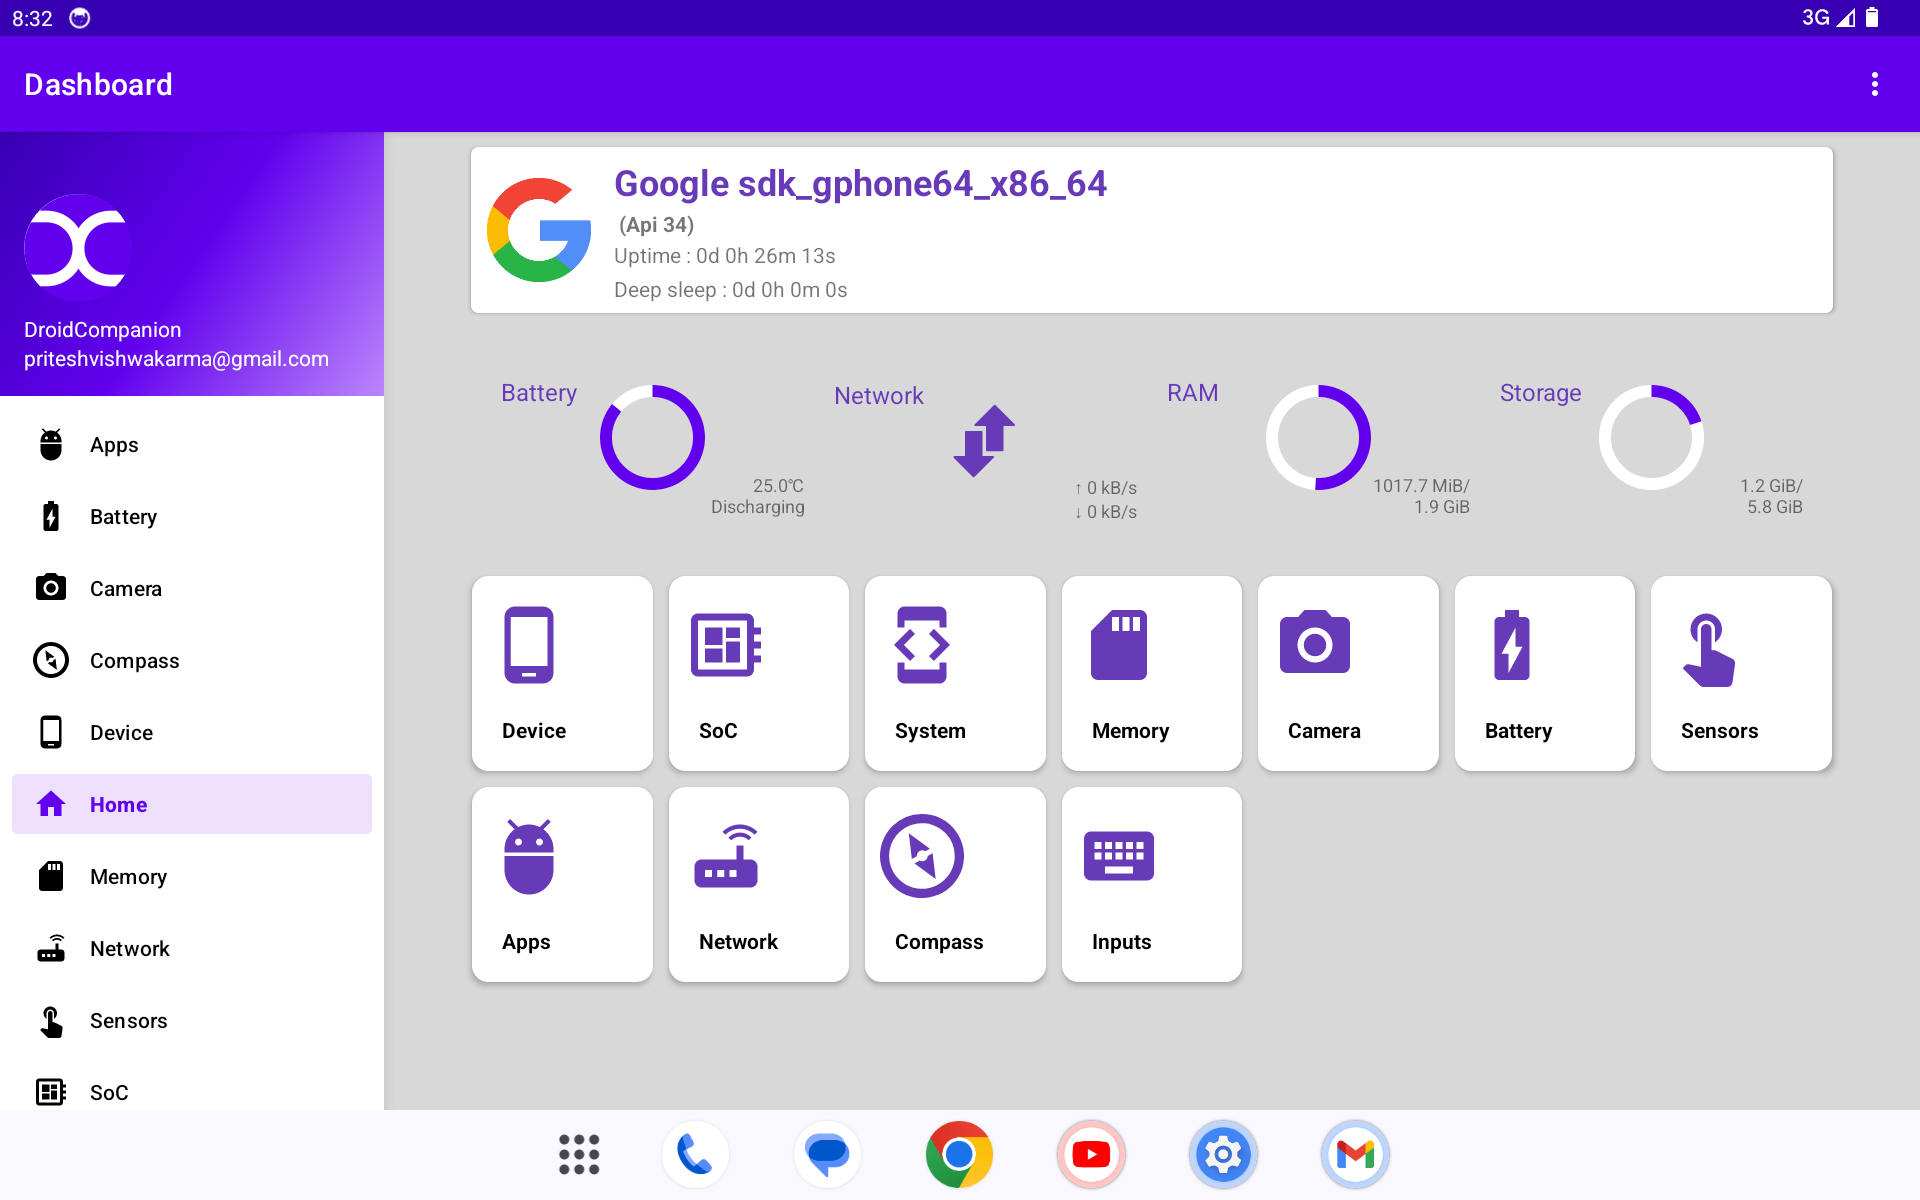 8:32
3G
Dashboard
DroidCompanion
priteshvishwakarma@gmail.com
Apps
Battery
Camera
Compass
Device
Home
Memory
Network
Sensors
SoC
Google sdk_gphone64_x86_64
(Api 34)
Uptime : 0d 0h 26m 13s
Deep sleep : 0d 0h 0m 0s
Battery
25.0℃
Discharging
Network
↑ 0 kB/s
↓ 0 kB/s
RAM
1017.7 MiB/
1.9 GiB
Storage
1.2 GiB/
5.8 GiB
Device
SoC
System
Memory
Camera
Battery
Sensors
Apps
Network
Compass
Inputs